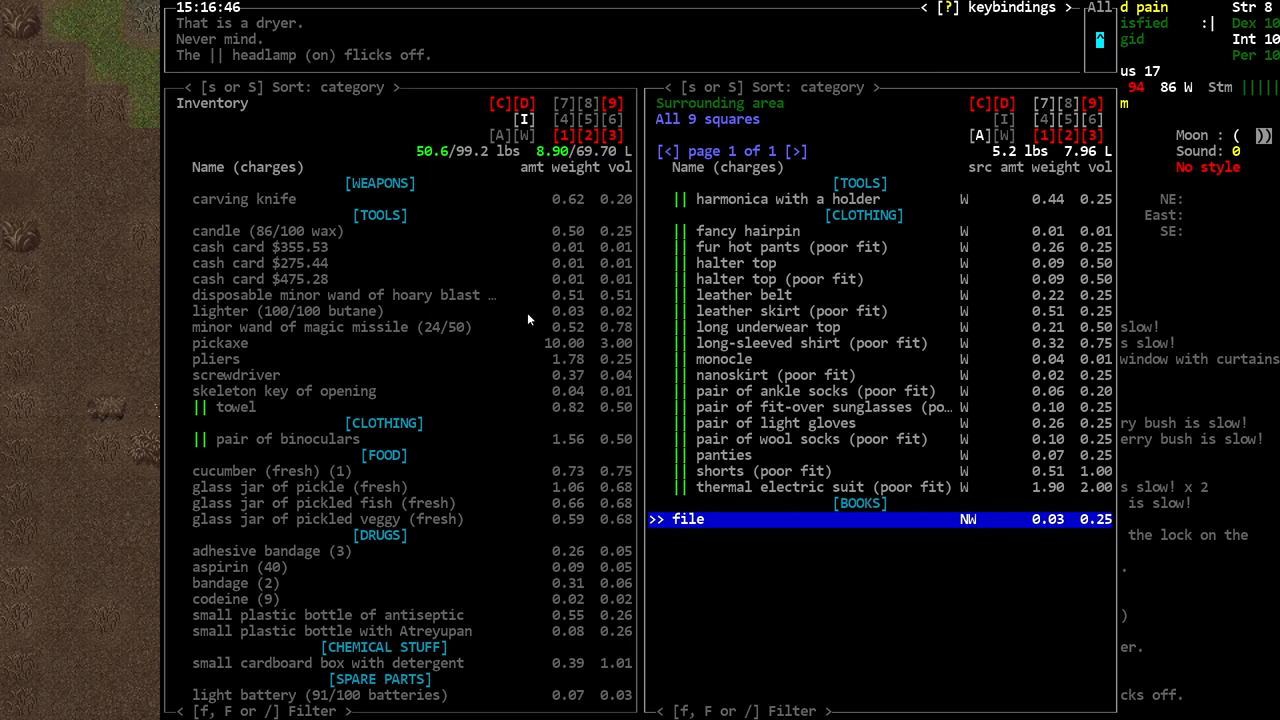 15:16:46 < [?] keybindings > All d pain Str 8
That is a dryer. isfied :| Dex 10
Never mind. ^ gid Int 10
The || headlamp (on) flicks off. Per 10
us 17
< [s or S] Sort: category > < [s or S] Sort: category > 94 86 W Stm |||||
Inventory [C][D] [7][8][9] Surrounding area [C][D] [7][8][9] m
[I] [4][5][6] All 9 squares [I] [4][5][6]
[A][W] [1][2][3] [A][W] [1][2][3] Moon : ( ))
50.6/99.2 lbs 8.90/69.70 L [<] page 1 of 1 [>] 5.2 lbs 7.96 L Sound: 0
Name (charges) amt weight vol Name (charges) src amt weight vol No style
[WEAPONS] [TOOLS]
carving knife 0.62 0.20 || harmonica with a holder W 0.44 0.25 NE:
[TOOLS] [CLOTHING] East:
candle (86/100 wax) 0.50 0.25 || fancy hairpin W 0.01 0.01 SE:
cash card $355.53 0.01 0.01 || fur hot pants (poor fit) W 0.26 0.25
cash card $275.44 0.01 0.01 || halter top W 0.09 0.50
cash card $475.28 0.01 0.01 || halter top (poor fit) W 0.09 0.50
disposable minor wand of hoary blast … 0.51 0.51 || leather belt W 0.22 0.25
lighter (100/100 butane) 0.03 0.02 || leather skirt (poor fit) W 0.51 0.25
minor wand of magic missile (24/50) 0.52 0.78 || long underwear top W 0.21 0.50 slow!
pickaxe 10.00 3.00 || long-sleeved shirt (poor fit) W 0.32 0.75 s slow!
pliers 1.78 0.25 || monocle W 0.04 0.01 window with curtains
screwdriver 0.37 0.04 || nanoskirt (poor fit) W 0.02 0.25
skeleton key of opening 0.04 0.01 || pair of ankle socks (poor fit) W 0.06 0.20
|| towel 0.82 0.50 || pair of fit-over sunglasses (po… W 0.10 0.25
[CLOTHING] || pair of light gloves W 0.26 0.25 ry bush is slow!
|| pair of binoculars 1.56 0.50 || pair of wool socks (poor fit) W 0.10 0.25 erry bush is slow!
[FOOD] || panties W 0.07 0.25
cucumber (fresh) (1) 0.73 0.75 || shorts (poor fit) W 0.51 1.00
glass jar of pickle (fresh) 1.06 0.68 || thermal electric suit (poor fit) W 1.90 2.00 s slow! x 2
glass jar of pickled fish (fresh) 0.66 0.68 [BOOKS] is slow!
glass jar of pickled veggy (fresh) 0.59 0.68 >> file NW 0.03 0.25
[DRUGS] the lock on the
adhesive bandage (3) 0.26 0.05
aspirin (40) 0.09 0.05 .
bandage (2) 0.31 0.06
codeine (9) 0.02 0.02
small plastic bottle of antiseptic 0.55 0.26 )
small plastic bottle with Atreyupan 0.08 0.26
[CHEMICAL STUFF] er.
small cardboard box with detergent 0.39 1.01
[SPARE PARTS]
light battery (91/100 batteries) 0.07 0.03 cks off.
< [f, F or /] Filter > < [f, F or /] Filter >